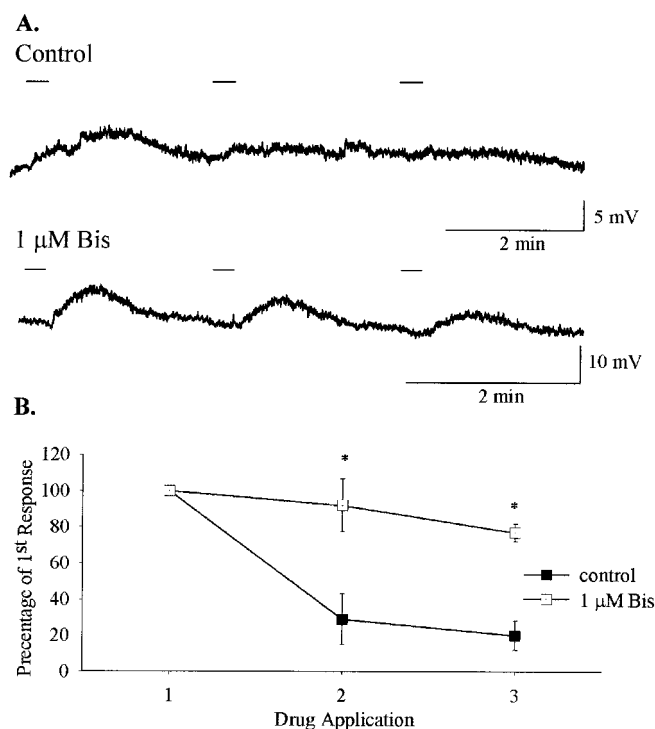 A.
Control
5 mV
2 min
1 μM Bis
10 mV
2 min
B.
Precentage of 1st Response
120
100
80
60
40
20
0
*
*
control
1 μM Bis
1
2
3
Drug Application